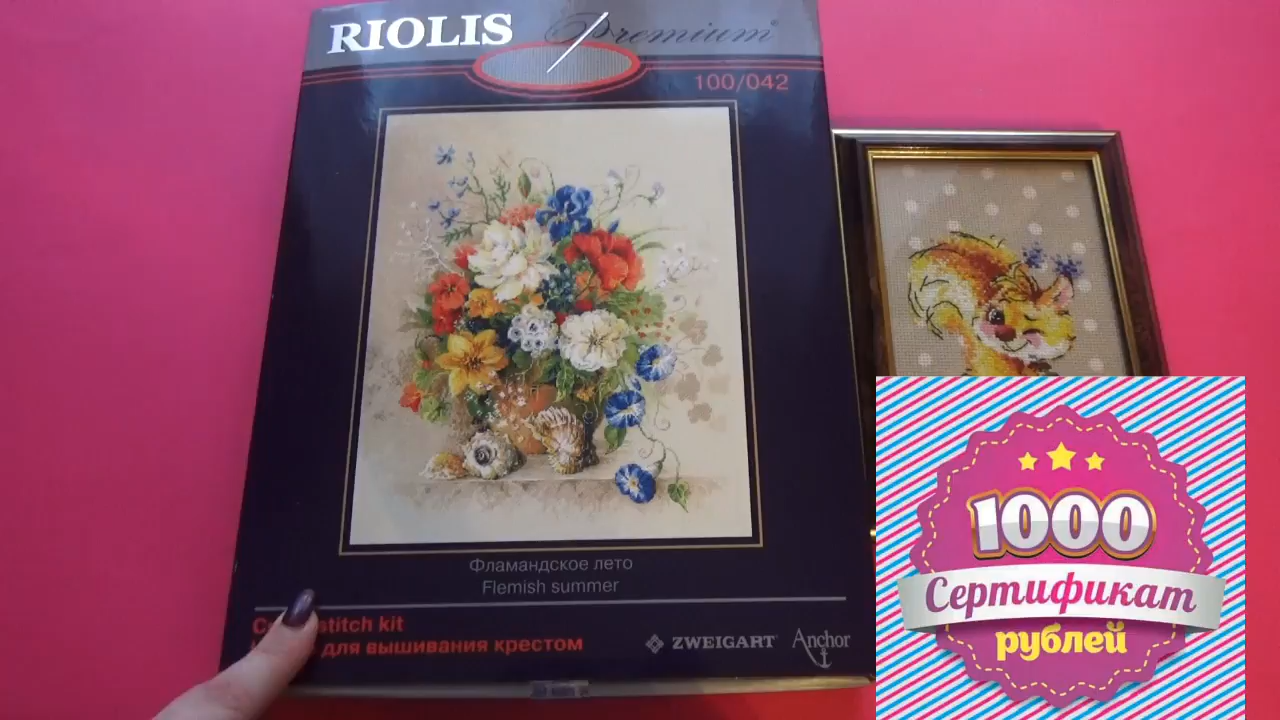 RIOLIS Premium
100/042
Фламандское лето
Flemish summer
stitch kit
для вышивания крестом
ZWEIGART Anchor
1000
Сертификат
рублей